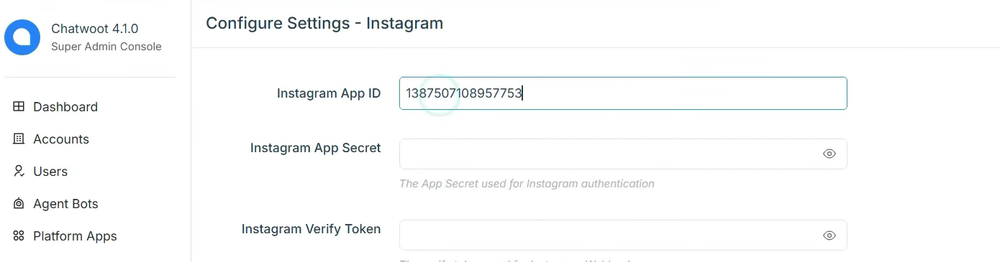 Chatwoot 4.1.0
Super Admin Console
Dashboard
Accounts
Users
Agent Bots
Platform Apps
Configure Settings - Instagram
Instagram App ID
1387507108957753
Instagram App Secret
The App Secret used for Instagram authentication
Instagram Verify Token